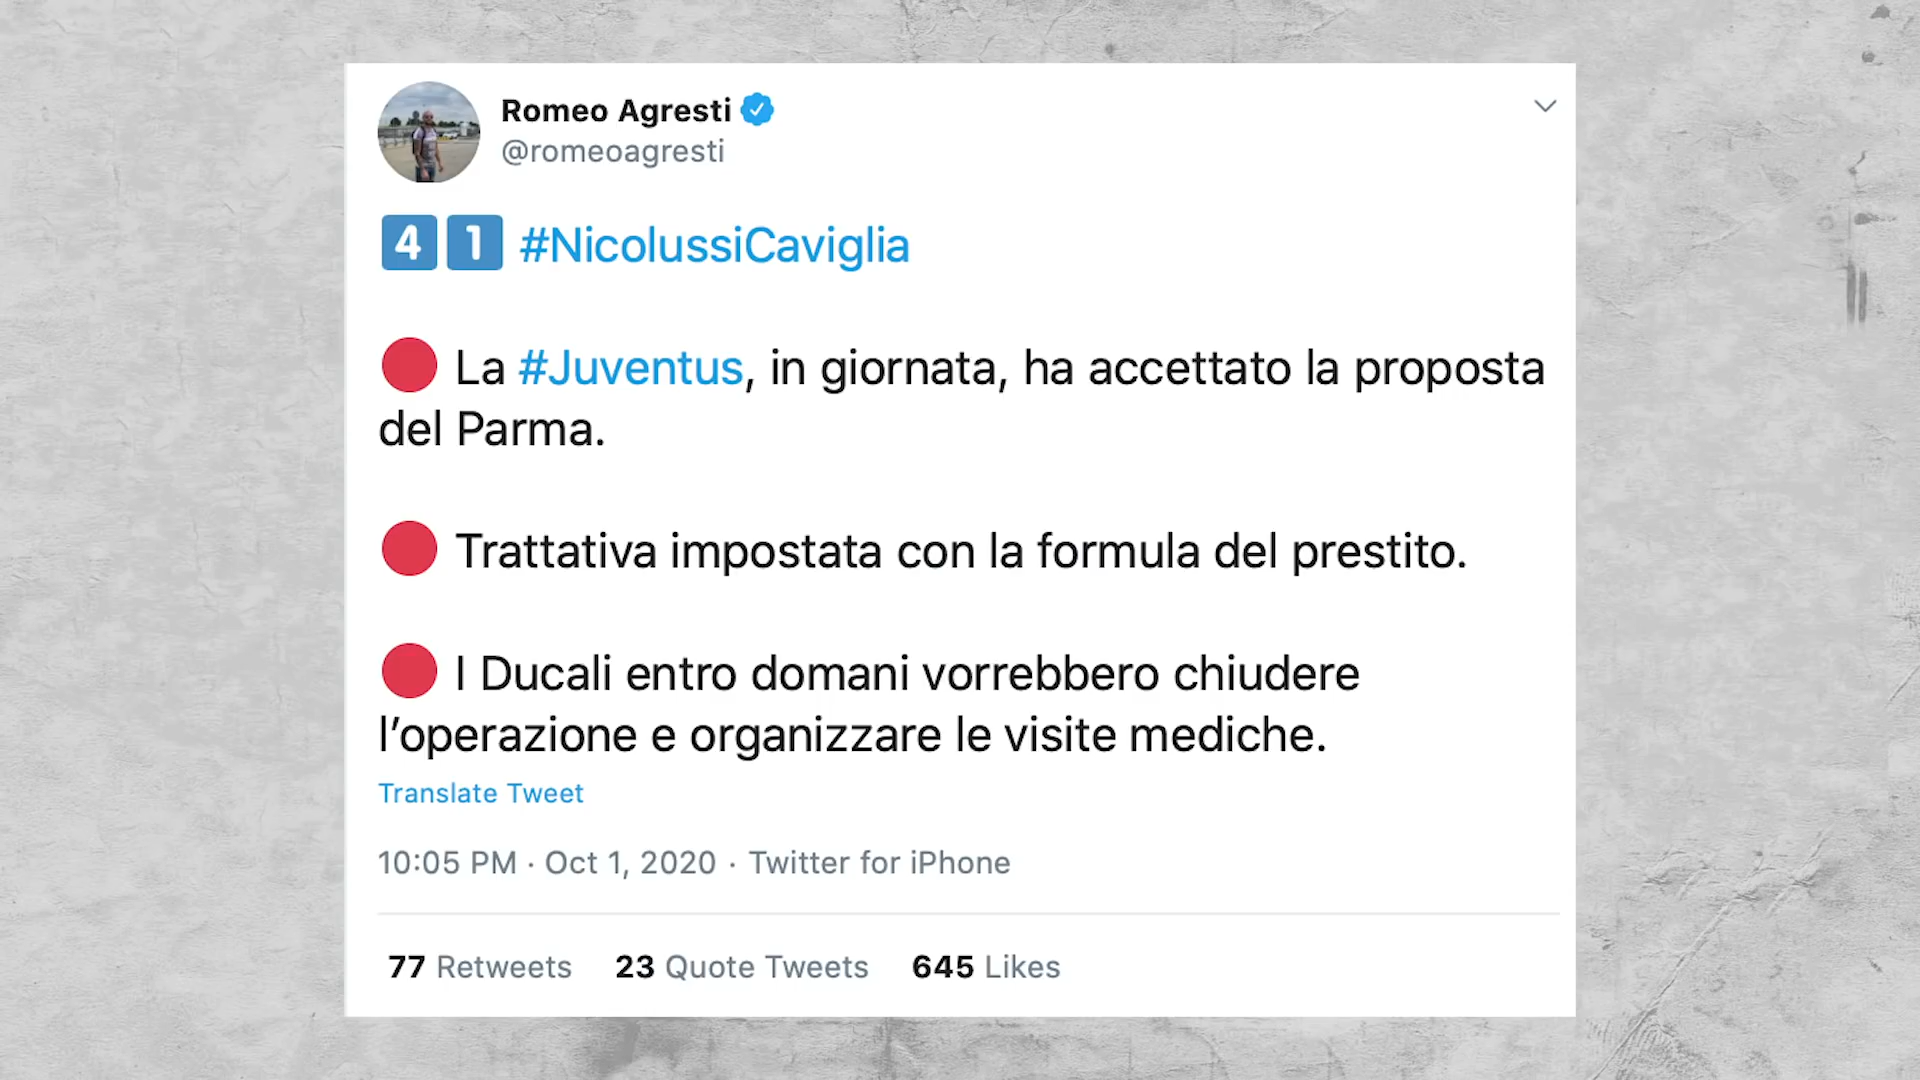 Romeo Agresti
@romeoagresti
4 1 #NicolussiCaviglia
La #Juventus, in giornata, ha accettato la proposta
del Parma.
Trattativa impostata con la formula del prestito.
I Ducali entro domani vorrebbero chiudere
l’operazione e organizzare le visite mediche.
Translate Tweet
10:05 PM · Oct 1, 2020 · Twitter for iPhone
77 Retweets 23 Quote Tweets 645 Likes